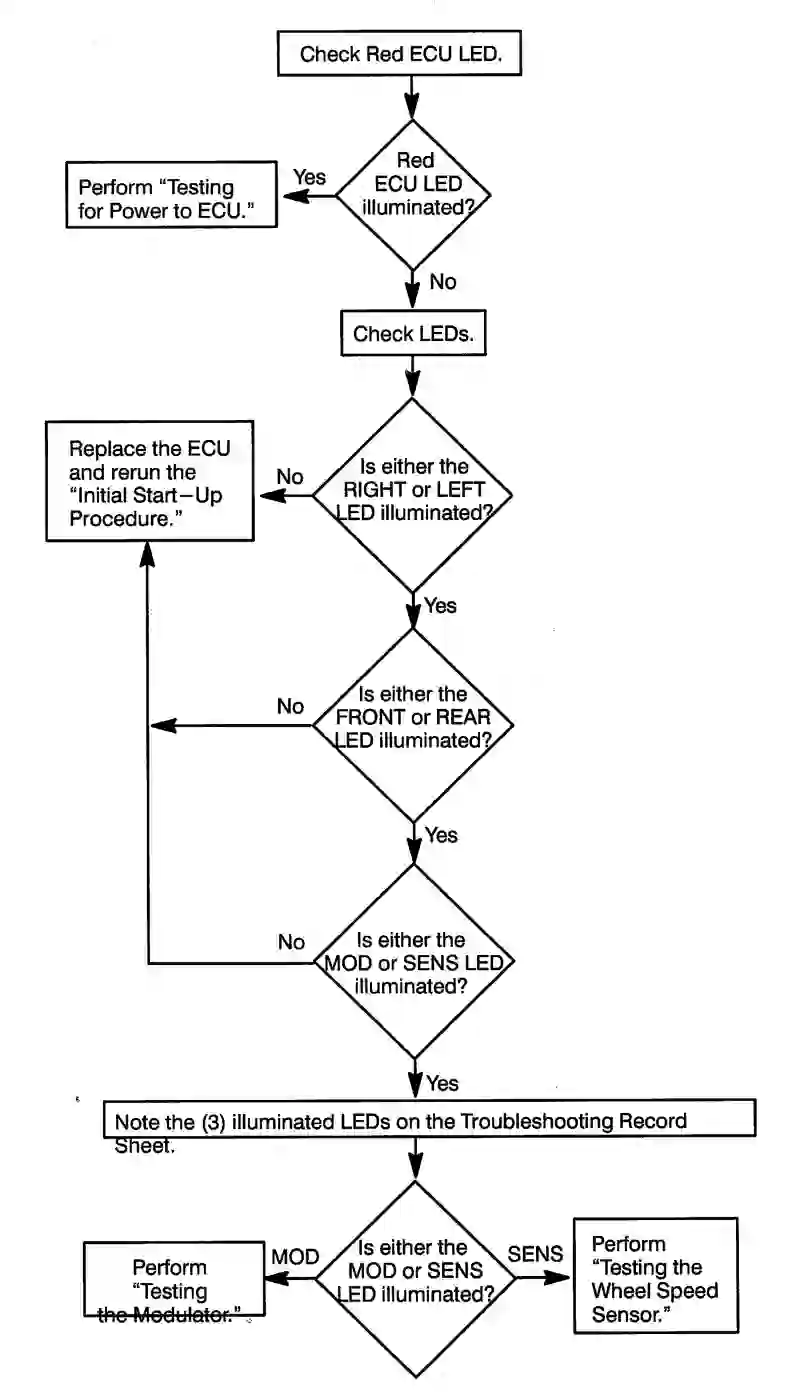 Check Red ECU LED.
Red
ECU LED
illuminated?
Yes
Perform “Testing
for Power to ECU.”
No
Check LEDs.
Is either the
RIGHT or LEFT
LED illuminated?
No
Replace the ECU
and rerun the
“Initial Start–Up
Procedure.”
Yes
Is either the
FRONT or REAR
LED illuminated?
No
Yes
Is either the
MOD or SENS LED
illuminated?
No
Yes
Note the (3) illuminated LEDs on the Troubleshooting Record
Sheet.
Is either the
MOD or SENS
LED illuminated?
MOD
Perform
“Testing
the Modulator.”
SENS
Perform
“Testing the
Wheel Speed
Sensor.”